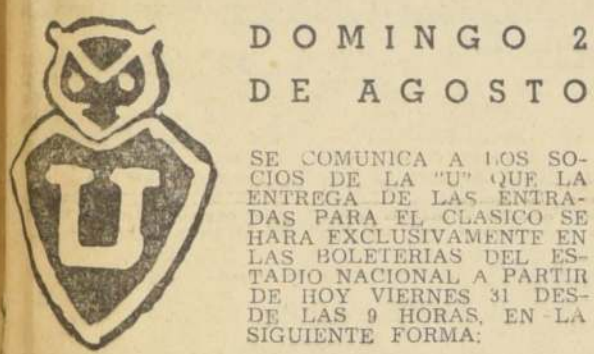 U
DOMINGO 2
DE AGOSTO
SE COMUNICA A LOS SO-
CIOS DE LA "U" QUE LA
ENTREGA DE LAS ENTRA-
DAS PARA EL CLASICO SE
HARA EXCLUSIVAMENTE EN
LAS BOLETERIAS DEL ES-
TADIO NACIONAL A PARTIR
DE HOY VIERNES 31 DES-
DE LAS 9 HORAS, EN LA
SIGUIENTE FORMA: